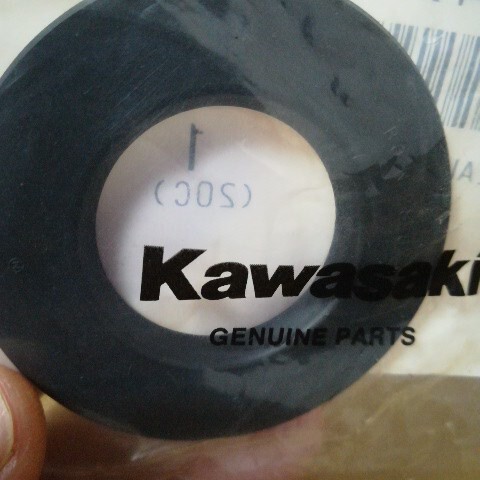 1
(20C)
Kawasaki
GENUINE PARTS